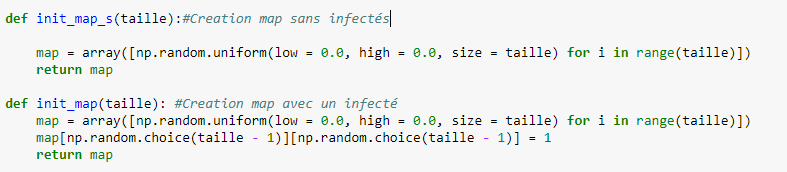 def init_map_s(taille):#Creation map sans infectés
map = array([np.random.uniform(low = 0.0, high = 0.0, size = taille) for i in range(taille)])
return map
def init_map(taille): #Creation map avec un infecté
map = array([np.random.uniform(low = 0.0, high = 0.0, size = taille) for i in range(taille)])
map[np.random.choice(taille - 1)][np.random.choice(taille - 1)] = 1
return map